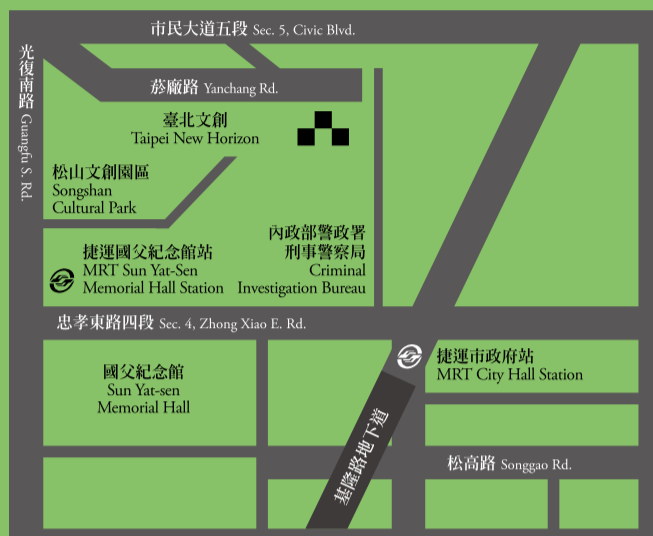 市民大道五段 Sec. 5, Civic Blvd.
光復南路 Guangfu S. Rd.
菸廠路 Yanchang Rd.
臺北文創
Taipei New Horizon
松山文創園區
Songshan
Cultural Park
捷運國父紀念館站
MRT Sun Yat-Sen
Memorial Hall Station
內政部警政署
刑事警察局
Criminal
Investigation Bureau
忠孝東路四段 Sec. 4, Zhong Xiao E. Rd.
國父紀念館
Sun Yat-sen
Memorial Hall
捷運市政府站
MRT City Hall Station
基隆路地下道
松高路 Songgao Rd.